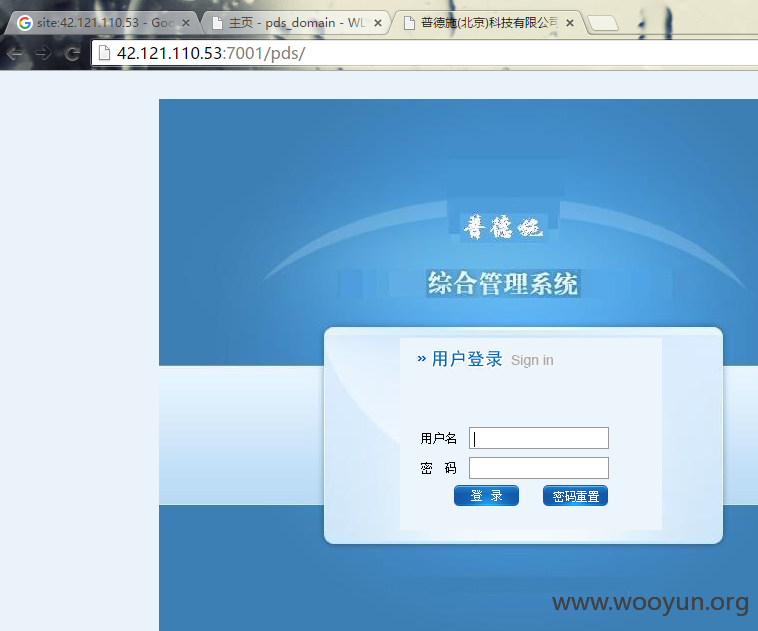 site:42.121.110.53 - Goo
主页 - pds_domain - WL
普德施(北京)科技有限公司
42.121.110.53:7001/pds/
普德施
综合管理系统
» 用户登录 Sign in
用户名
密 码
登 录 密码重置
www.wooyun.org